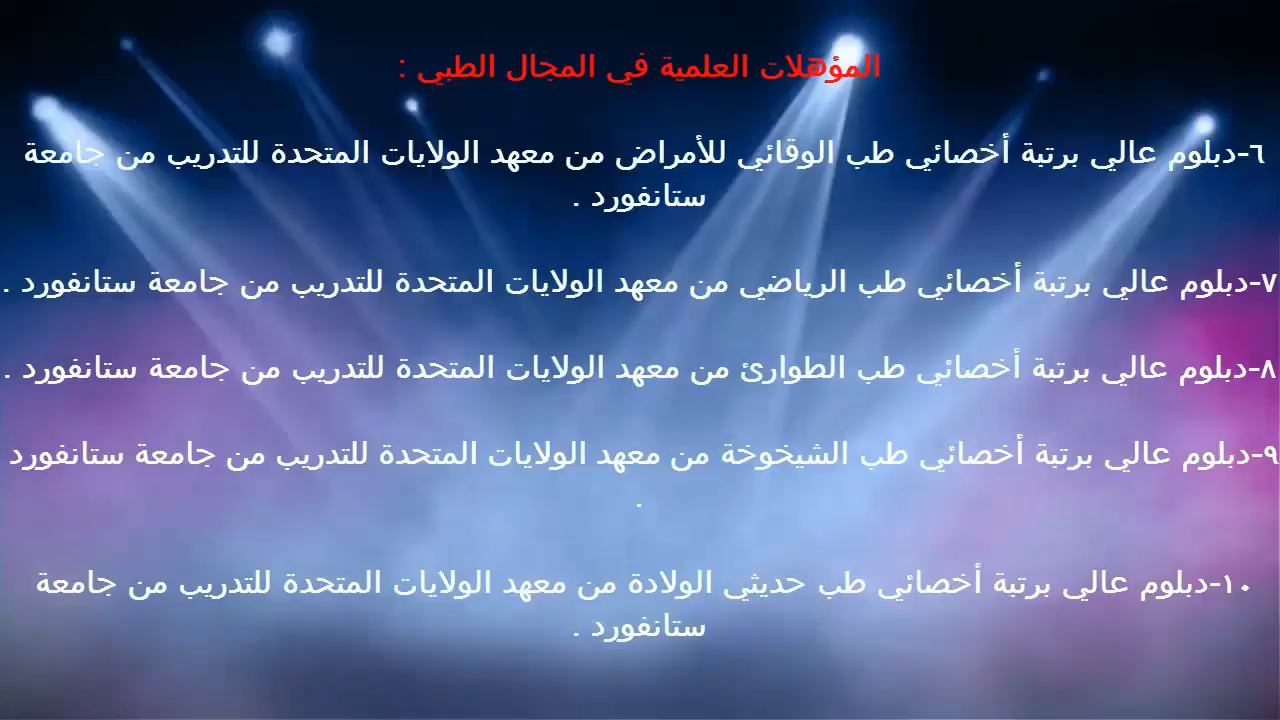 المؤهلات العلمية في المجال الطبي :
٦-دبلوم عالي برتبة أخصائي طب الوقائي للأمراض من معهد الولايات المتحدة للتدريب من جامعة
ستانفورد .
٧-دبلوم عالي برتبة أخصائي طب الرياضي من معهد الولايات المتحدة للتدريب من جامعة ستانفورد .
٨-دبلوم عالي برتبة أخصائي طب الطوارئ من معهد الولايات المتحدة للتدريب من جامعة ستانفورد .
٩-دبلوم عالي برتبة أخصائي طب الشيخوخة من معهد الولايات المتحدة للتدريب من جامعة ستانفورد
.
١٠-دبلوم عالي برتبة أخصائي طب حديثي الولادة من معهد الولايات المتحدة للتدريب من جامعة
ستانفورد .